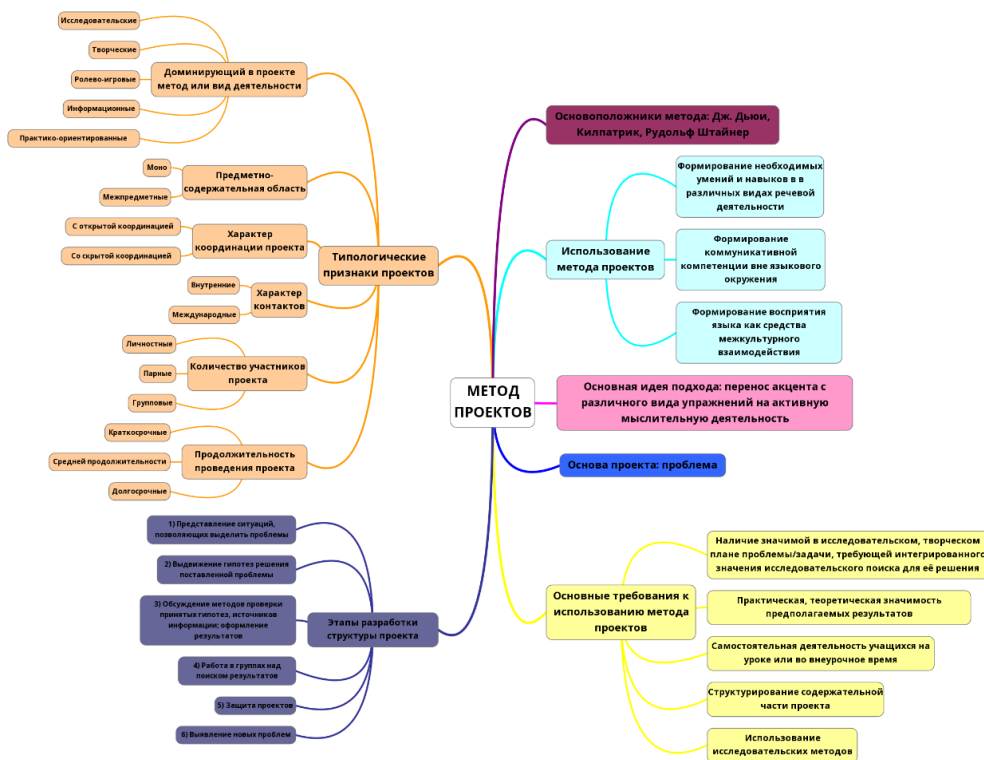 МЕТОД
ПРОЕКТОВ
Основоположники метода: Дж. Дьюи,
Килпатрик, Рудольф Штайнер
Использование
метода проектов
Формирование необходимых
умений и навыков в в
различных видах речевой
деятельности
Формирование
коммуникативной
компетенции вне языкового
окружения
Формирование восприятия
языка как средства
межкультурного
взаимодействия
Основная идея подхода: перенос акцента с
различного вида упражнений на активную
мыслительную деятельность
Основа проекта: проблема
Основные требования к
использованию метода
проектов
Наличие значимой в исследовательском, творческом
плане проблемы/задачи, требующей интегрированного
значения исследовательского поиска для её решения
Практическая, теоретическая значимость
предполагаемых результатов
Самостоятельная деятельность учащихся на
уроке или во внеурочное время
Структурирование содержательной
части проекта
Использование
исследовательских методов
Типологические
признаки проектов
Доминирующий в проекте
метод или вид деятельности
Исследовательские
Творческие
Ролево-игровые
Информационные
Практико-ориентированные
Предметно-
содержательная область
Моно
Межпредметные
Характер
координации проекта
С открытой координацией
Со скрытой координацией
Характер
контактов
Внутренние
Международные
Количество участников
проекта
Личностные
Парные
Групповые
Продолжительность
проведения проекта
Краткосрочные
Средней продолжительности
Долгосрочные
Этапы разработки
структуры проекта
1) Представление ситуаций,
позволяющих выделить проблемы
2) Выдвижение гипотез решения
поставленной проблемы
3) Обсуждение методов проверки
принятых гипотез, источников
информации; оформление
результатов
4) Работа в группах над
поиском результатов
5) Защита проектов
6) Выявление новых проблем